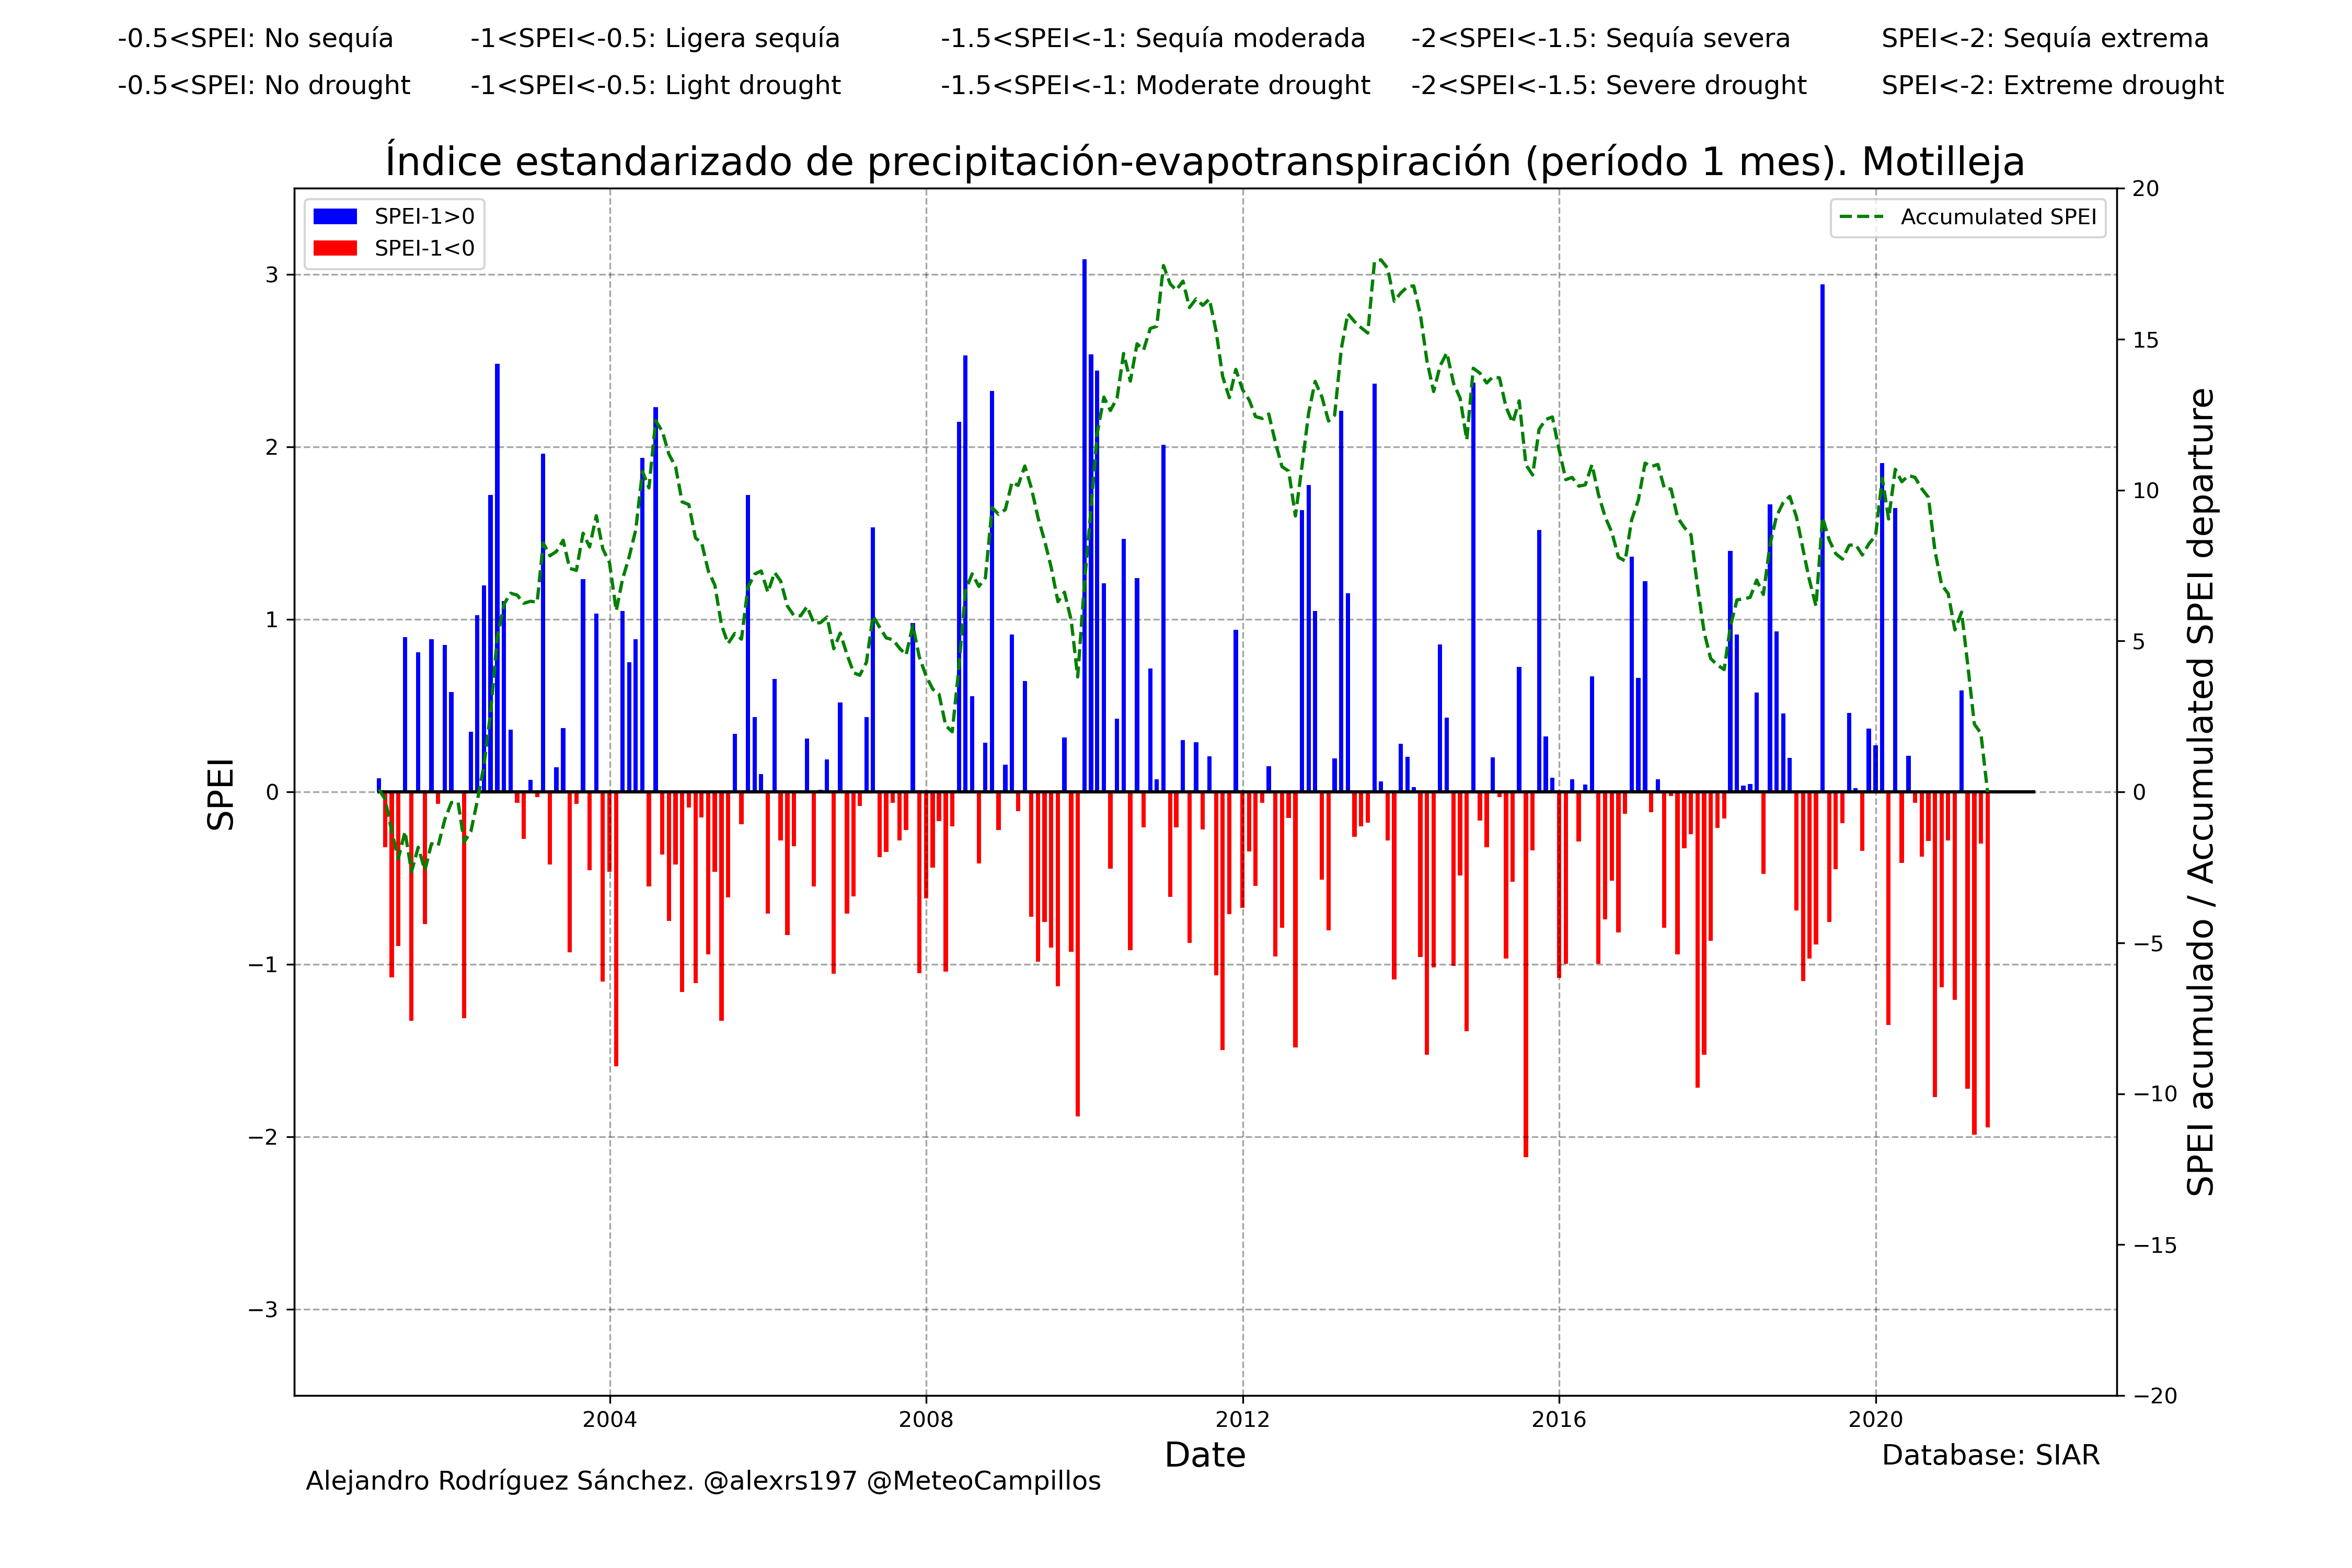 -0.5<SPEI: No sequía -1<SPEI<-0.5: Ligera sequía -1.5<SPEI<-1: Sequía moderada -2<SPEI<-1.5: Sequía severa SPEI<-2: Sequía extrema
-0.5<SPEI: No drought -1<SPEI<-0.5: Light drought -1.5<SPEI<-1: Moderate drought -2<SPEI<-1.5: Severe drought SPEI<-2: Extreme drought
Índice estandarizado de precipitación-evapotranspiración (período 1 mes). Motilleja
SPEI-1>0
SPEI-1<0
Accumulated SPEI
SPEI
3
2
1
0
−1
−2
−3
20
15
10
5
0
−5
−10
−15
−20
SPEI acumulado / Accumulated SPEI departure
2004 2008 2012 2016 2020
Date
Database: SIAR
Alejandro Rodríguez Sánchez. @alexrs197 @MeteoCampillos